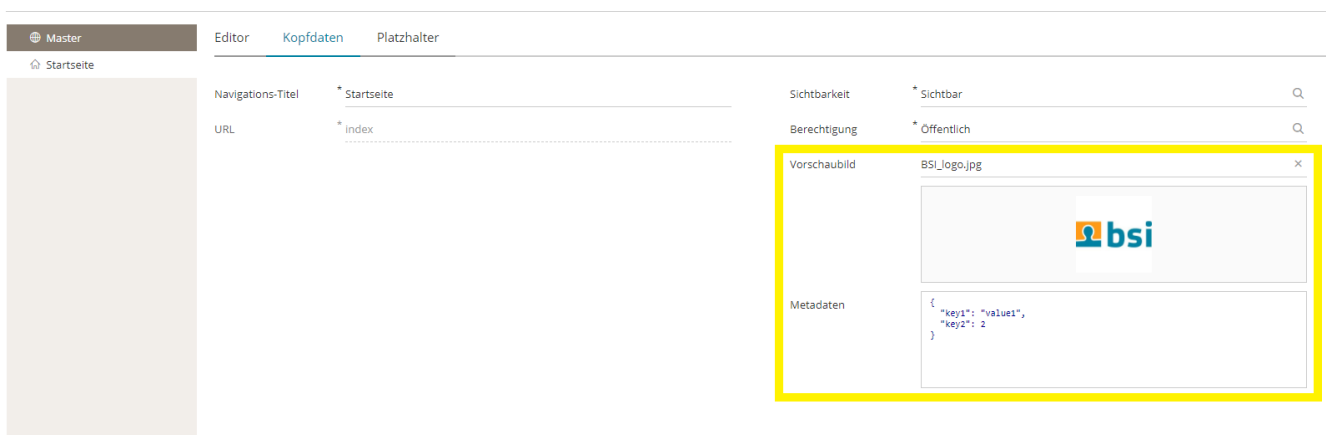 Master
Startseite
Editor Kopfdaten Platzhalter
Navigations-Titel * Startseite
URL * index
Sichtbarkeit * Sichtbar
Berechtigung * Öffentlich
Vorschaubild BSI_logo.jpg
bsi
Metadaten
{
"key1": "value1",
"key2": 2
}